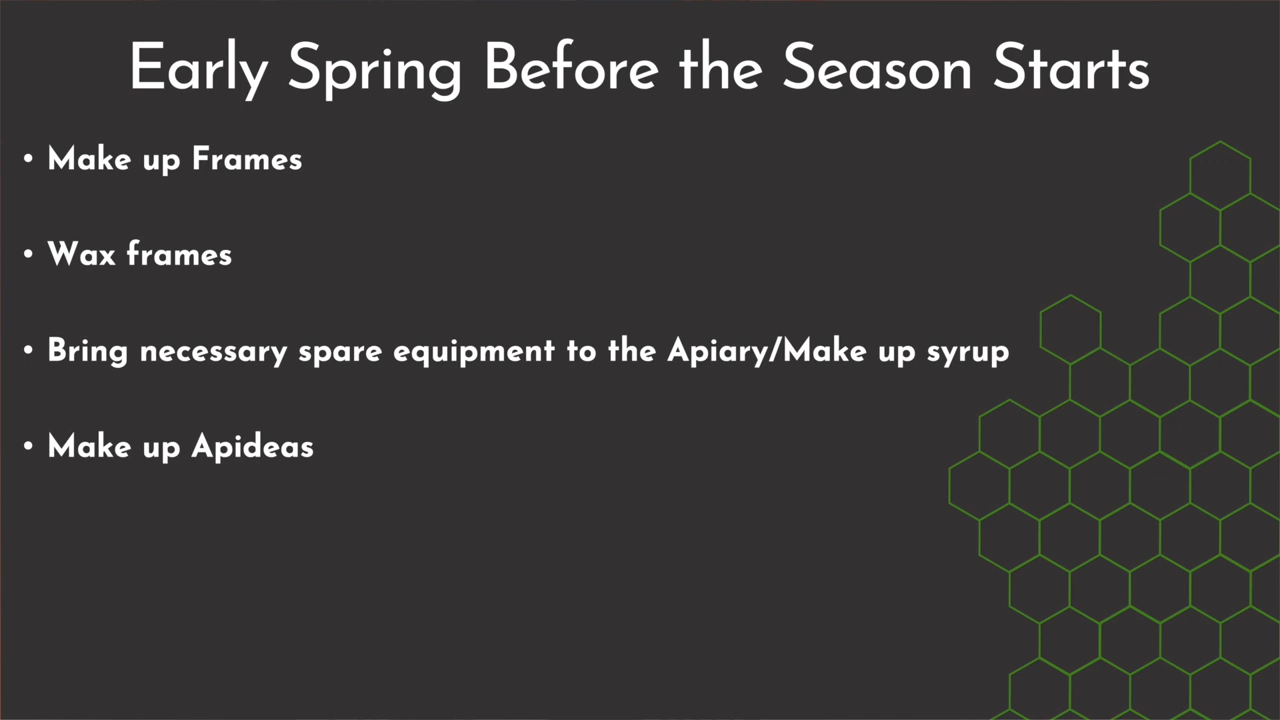 Early Spring Before the Season Starts
• Make up Frames
• Wax frames
• Bring necessary spare equipment to the Apiary/Make up syrup
• Make up Apideas